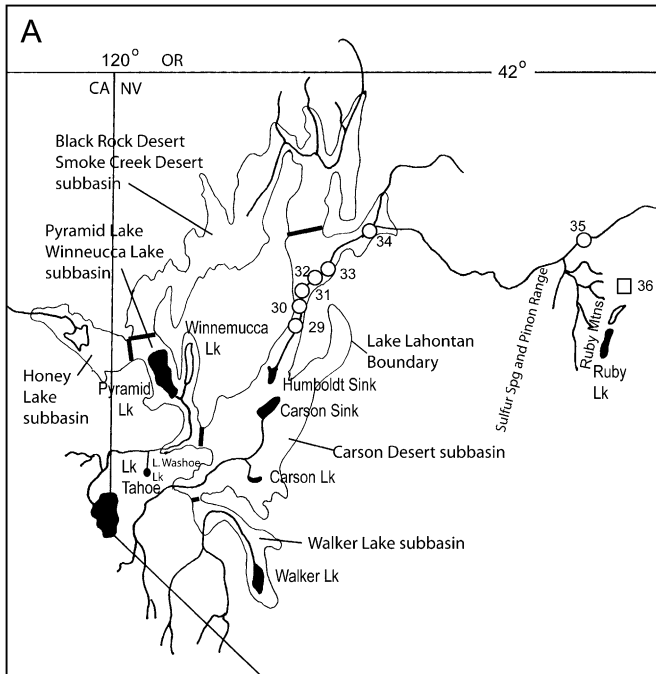 A
120° OR
42°
CA NV
Black Rock Desert
Smoke Creek Desert
subbasin
Pyramid Lake
Winneucca Lake
subbasin
35
34
33
32
36
31
30
29
Winnemucca
Lk
Lake Lahontan
Boundary
Honey
Lake
subbasin
Pyramid
Lk
Humboldt Sink
Carson Sink
Sulfur Spg and Pinon Range
Ruby Mtns
Ruby
Lk
Carson Desert subbasin
L. Washoe
Lk
Lk
Tahoe
Carson Lk
Walker Lake subbasin
Walker Lk